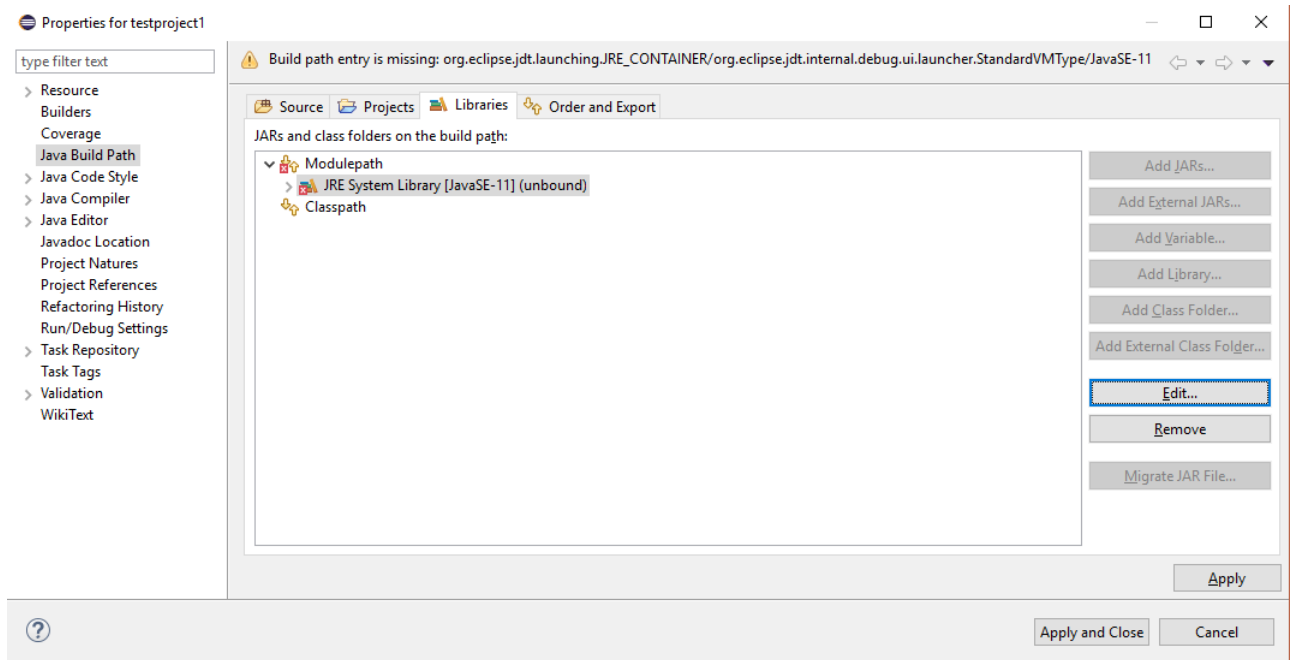 Properties for testproject1
type filter text
Resource
Builders
Coverage
Java Build Path
Java Code Style
Java Compiler
Java Editor
Javadoc Location
Project Natures
Project References
Refactoring History
Run/Debug Settings
Task Repository
Task Tags
Validation
WikiText
Build path entry is missing: org.eclipse.jdt.launching.JRE_CONTAINER/org.eclipse.jdt.internal.debug.ui.launcher.StandardVMType/JavaSE-11
Source Projects Libraries Order and Export
JARs and class folders on the build path:
Modulepath
JRE System Library [JavaSE-11] (unbound)
Classpath
Add JARs...
Add External JARs...
Add Variable...
Add Library...
Add Class Folder...
Add External Class Folder...
Edit...
Remove
Migrate JAR File...
Apply
?
Apply and Close Cancel